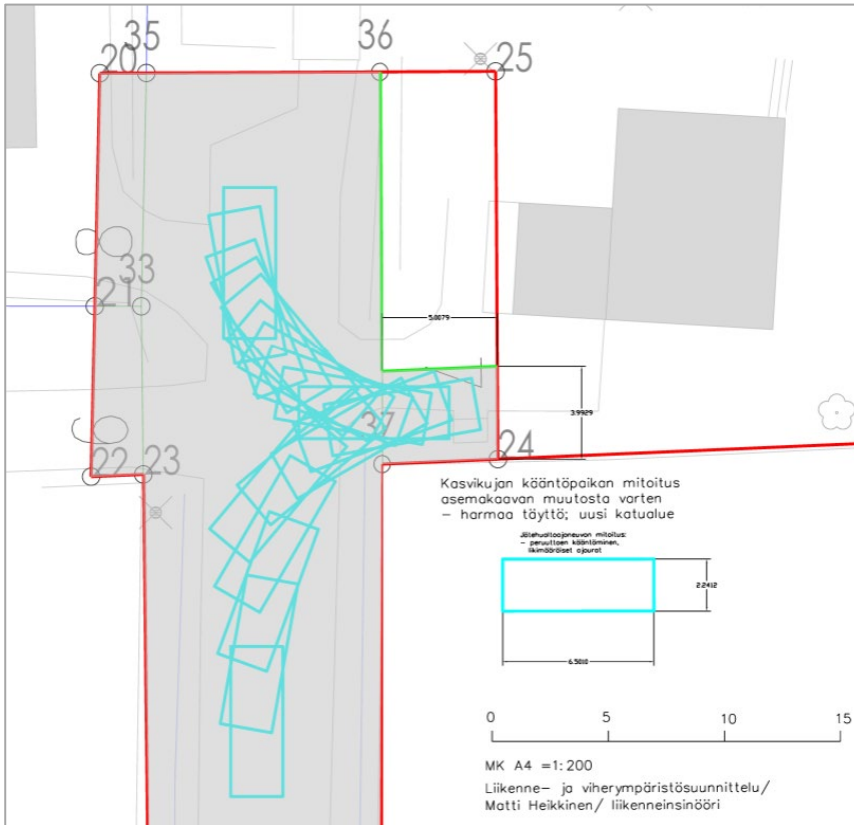 20
35
36
25
33
21
5.0079
3.9929
37
22
23
24
Kasvikujan kääntöpaikan mitoitus
asemakaavan muutosta varten
– harmaa täyttö; uusi katualue
Jätehuoltoajoneuvon mitoitus:
– peruuttaen kääntäminen,
likimääräiset ajourat
2.2412
6.5010
0 5 10 15
MK A4 =1:200
Liikenne– ja viherympäristösuunnittelu/
Matti Heikkinen/ liikenneinsinööri